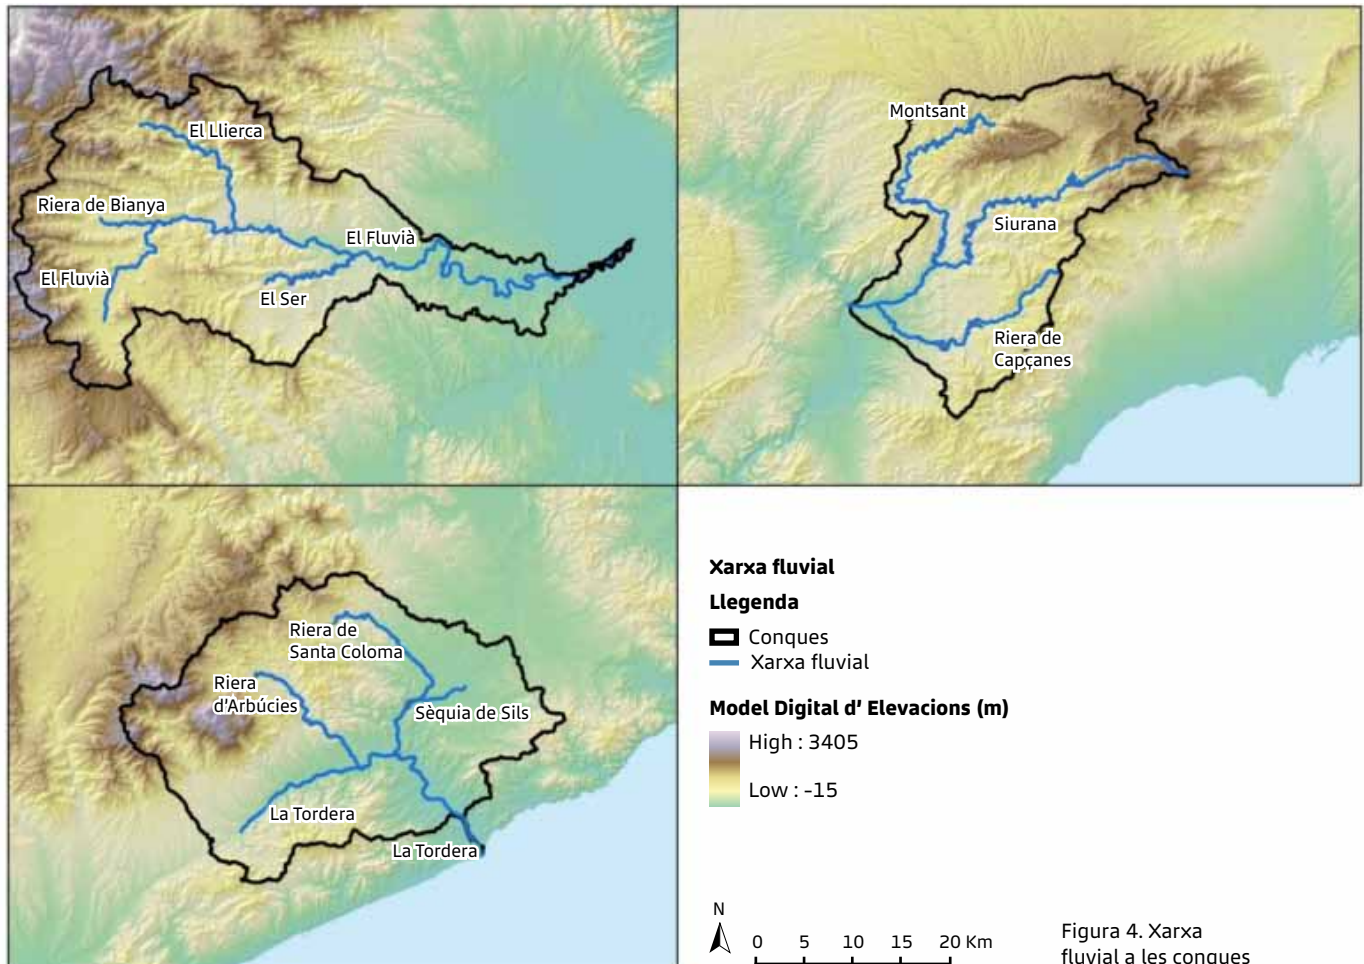 El Llierca
Riera de Bianya
El Fluvià
El Fluvià
El Ser
Montsant
Siurana
Riera de
Capçanes
Riera de
Santa Coloma
Riera
d'Arbúcies
Sèquia de Sils
La Tordera
La Tordera
Xarxa fluvial
Llegenda
Conques
Xarxa fluvial
Model Digital d' Elevacions (m)
High : 3405
Low : -15
N
0 5 10 15 20 Km
Figura 4. Xarxa
fluvial a les conques